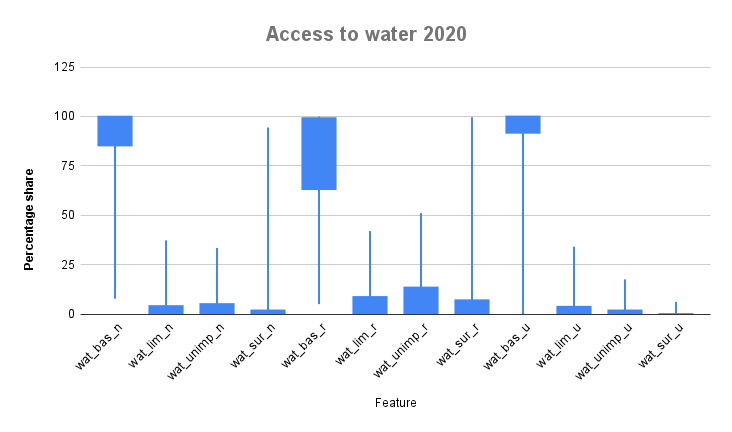 Access to water 2020
Percentage share
125
100
75
50
25
0
wat_bas_n
wat_lim_n
wat_unimp_n
wat_sur_n
wat_bas_r
wat_lim_r
wat_unimp_r
wat_sur_r
wat_bas_u
wat_lim_u
wat_unimp_u
wat_sur_u
Feature